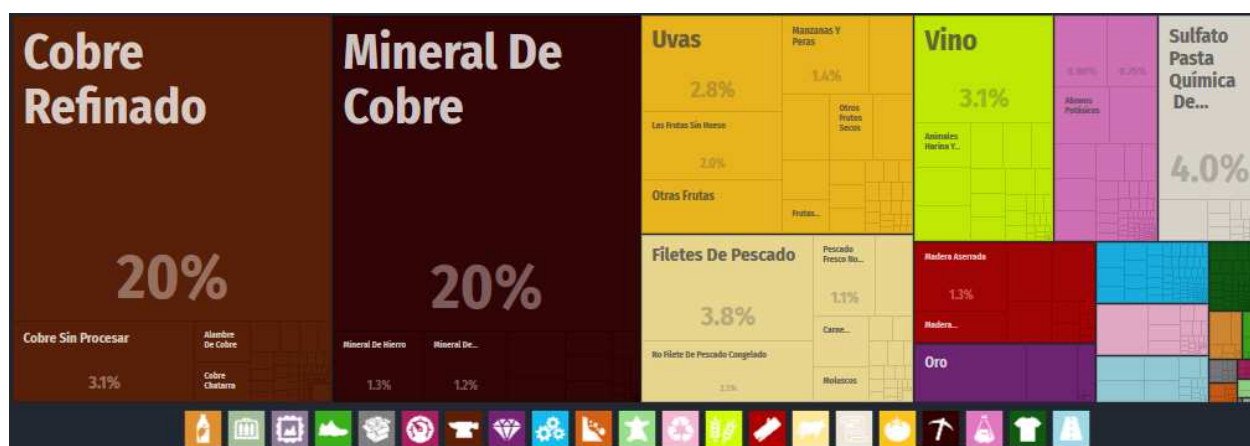 Cobre
Refinado
20%
Cobre Sin Procesar
3.1%
Alambre
De Cobre
Cobre
Chatarra
Mineral De
Cobre
20%
Mineral De Hierro
1.3%
Mineral De...
1.2%
Uvas
2.8%
Las Frutas Sin Hueso
2.0%
Otras Frutas
Manzanas Y
Peras
1.4%
Otros
Frutos
Secos
Frutas...
Filetes De Pescado
3.8%
No Filete De Pescado Congelado
Pescado
Fresco No...
1.1%
Carne...
Moluscos
Vino
3.1%
Animales
Harina Y...
Abonos
Potásicos
Sulfato
Pasta
Química
De...
4.0%
Madera Aserrada
1.3%
Madera...
Oro